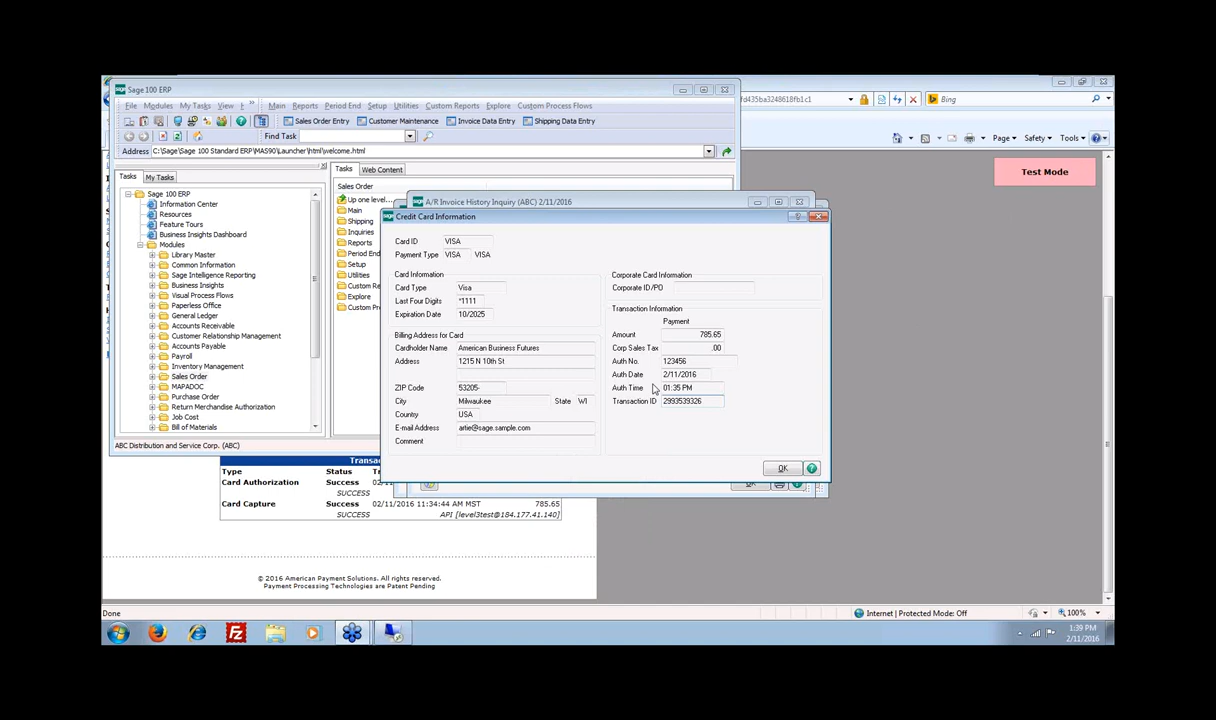 Sage 100 ERP
File Modules My Tasks View Main Reports Period End Setup Utilities Custom Reports Explore Custom Process Flows
Sales Order Entry Customer Maintenance Invoice Data Entry Shipping Data Entry
Find Task
Address C:\Sage\Sage 100 Standard ERP\MAS90\Launcher\html\welcome.html
fd435ba3248618fb1c1
Bing
Page Safety Tools
Test Mode
Tasks My Tasks
Sage 100 ERP
Information Center
Resources
Feature Tours
Business Insights Dashboard
Modules
Library Master
Common Information
Sage Intelligence Reporting
Business Insights
Visual Process Flows
Paperless Office
General Ledger
Accounts Receivable
Customer Relationship Management
Accounts Payable
Payroll
Inventory Management
Sales Order
MAPADOC
Purchase Order
Return Merchandise Authorization
Job Cost
Bill of Materials
ABC Distribution and Service Corp. (ABC)
Tasks Web Content
Sales Order
Up one level...
Main
Shipping
Inquiries
Reports
Period End
Setup
Utilities
Custom Re
Explore
Custom Pr
A/R Invoice History Inquiry (ABC) 2/11/2016
Credit Card Information
Card ID VISA
Payment Type VISA VISA
Card Information
Card Type Visa
Last Four Digits *1111
Expiration Date 10/2025
Billing Address for Card
Cardholder Name American Business Futures
Address 1215 N 10th St
ZIP Code 53205-
City Milwaukee State WI
Country USA
E-mail Address artie@sage.sample.com
Comment
Corporate Card Information
Corporate ID/PO
Transaction Information
Payment
Amount 785.65
Corp Sales Tax .00
Auth No. 123456
Auth Date 2/11/2016
Auth Time 01:35 PM
Transaction ID 2993539326
OK
Transac
Type Status
Card Authorization Success 02/11
SUCCESS
Card Capture Success 02/11/2016 11:34:44 AM MST 785.65
SUCCESS API [level3test@184.177.41.140]
© 2016 American Payment Solutions. All rights reserved.
Payment Processing Technologies are Patent Pending
Done Internet | Protected Mode: Off 100%
1:39 PM
2/11/2016